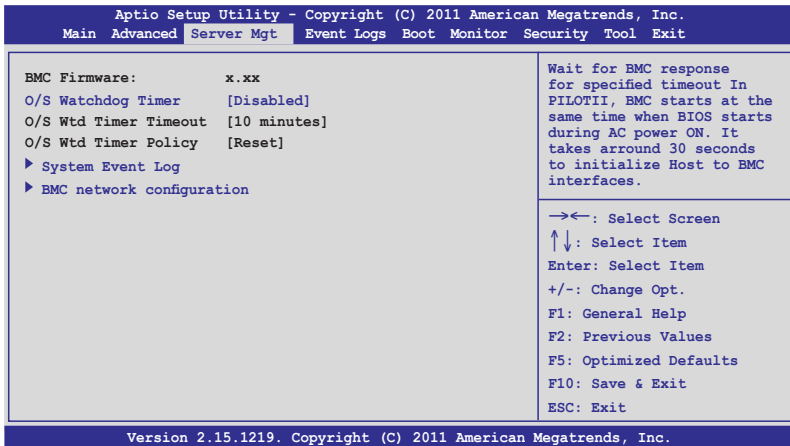 Aptio Setup Utility - Copyright (C) 2011 American Megatrends, Inc.
Main Advanced Server Mgt Event Logs Boot Monitor Security Tool Exit
BMC Firmware: x.xx
O/S Watchdog Timer [Disabled]
O/S Wtd Timer Timeout [10 minutes]
O/S Wtd Timer Policy [Reset]
System Event Log
BMC network configuration
Wait for BMC response
for specified timeout In
PILOTII, BMC starts at the
same time when BIOS starts
during AC power ON. It
takes arround 30 seconds
to initialize Host to BMC
interfaces.
→←: Select Screen
↑↓: Select Item
Enter: Select Item
+/-: Change Opt.
F1: General Help
F2: Previous Values
F5: Optimized Defaults
F10: Save & Exit
ESC: Exit
Version 2.15.1219. Copyright (C) 2011 American Megatrends, Inc.